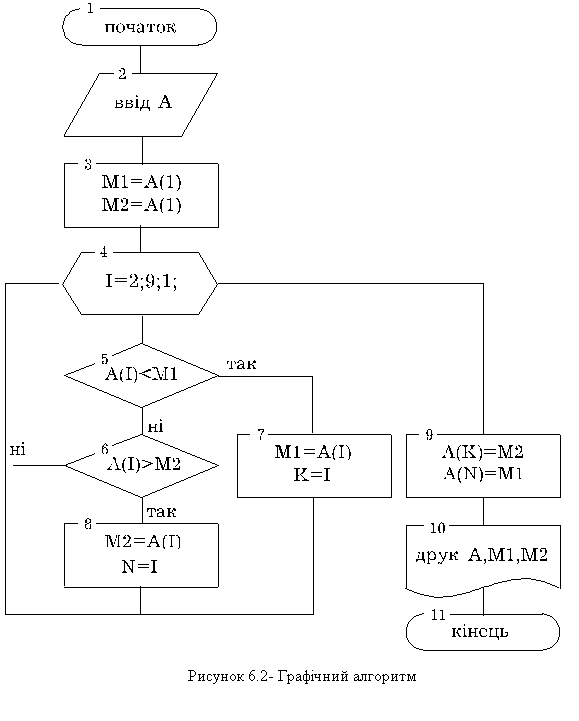 1
початок
2
ввід A
3
M1=A(1)
M2=A(1)
4
I=2;9;1;
5
A(I)<M1
так
ні
6
A(I)>M2
ні
так
7
M1=A(I)
K=I
8
M2=A(I)
N=I
9
A(K)=M2
A(N)=M1
10
друк A,M1,M2
11
кінець
Рисунок 6.2- Графічний алгоритм